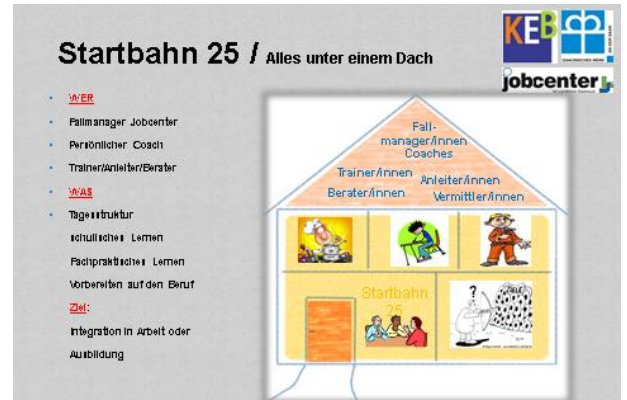 Startbahn 25 / Alles unter einem Dach
KEB
jobcenter
WER
Fallmanager Jobcenter
Persönlicher Coach
Trainer/Anleiter/Berater
WAS
Tagesstruktur
schulisches Lernen
Fachpraktisches Lernen
Vorbereiten auf den Beruf
Ziel:
Integration in Arbeit oder
Ausbildung
Fall-
manager/innen
Coaches
Trainer/innen
Anleiter/innen
Berater/innen
Vermittler/innen
Startbahn
25
?
ZIELE